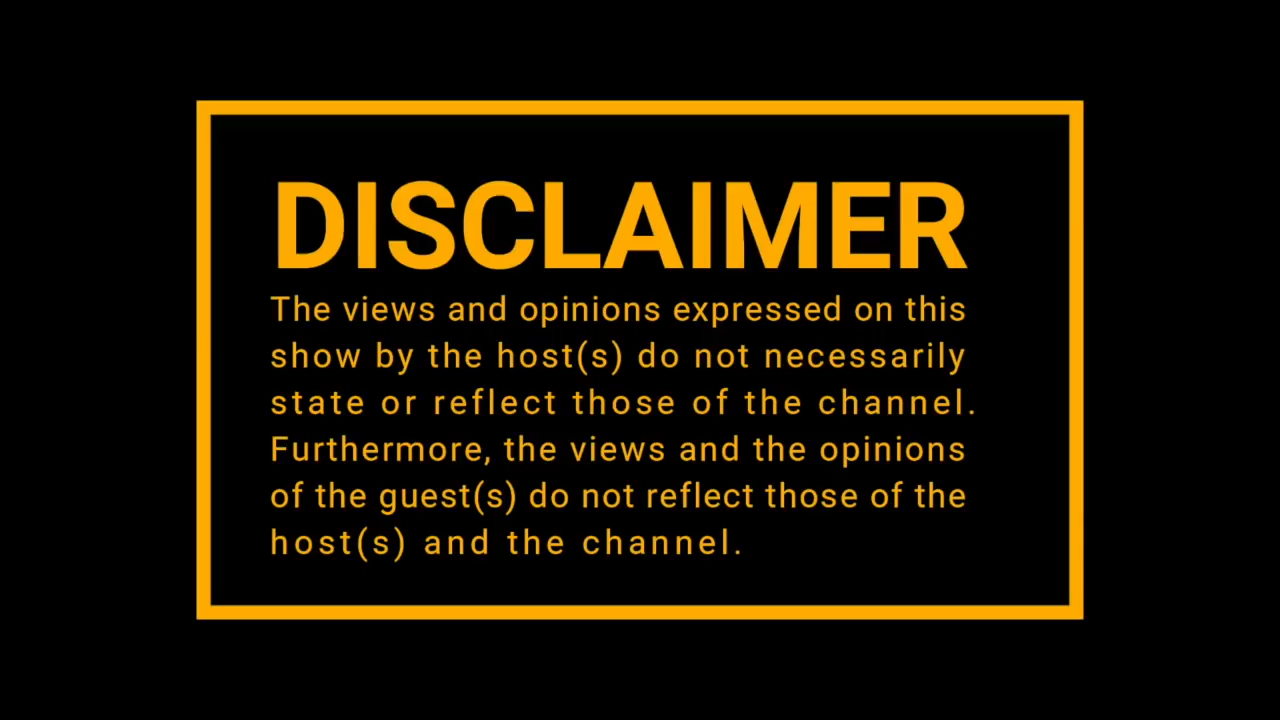 DISCLAIMER
The views and opinions expressed on this
show by the host(s) do not necessarily
state or reflect those of the channel.
Furthermore, the views and the opinions
of the guest(s) do not reflect those of the
host(s) and the channel.